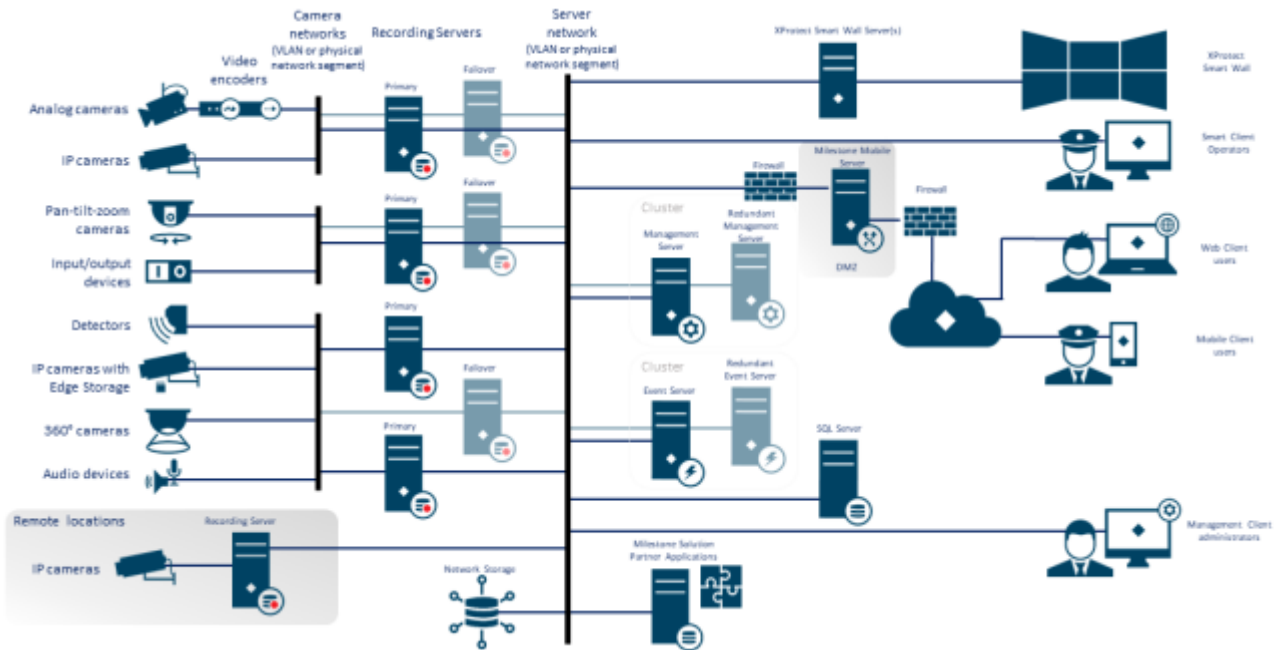 Camera
networks
(VLAN or physical
network segment)
Recording Servers
Server
network
(VLAN or physical
network segment)
XProtect Smart Wall Server(s)
XProtect
Smart Wall
Video
encoders
Primary
Failover
Analog cameras
IP cameras
Smart Client
Operators
Firewall
Milestone Mobile
Server
Firewall
DMZ
Pan-tilt-zoom
cameras
Input/output
devices
Primary
Failover
Cluster
Management
Server
Redundant
Management
Server
Web Client
users
Detectors
IP cameras with
Edge Storage
Primary
Failover
Mobile Client
users
Cluster
Event Server
Redundant
Event Server
360° cameras
Audio devices
Primary
SQL Server
Remote locations
Recording Server
IP cameras
Management Client
administrators
Network Storage
Milestone Solution
Partner Applications